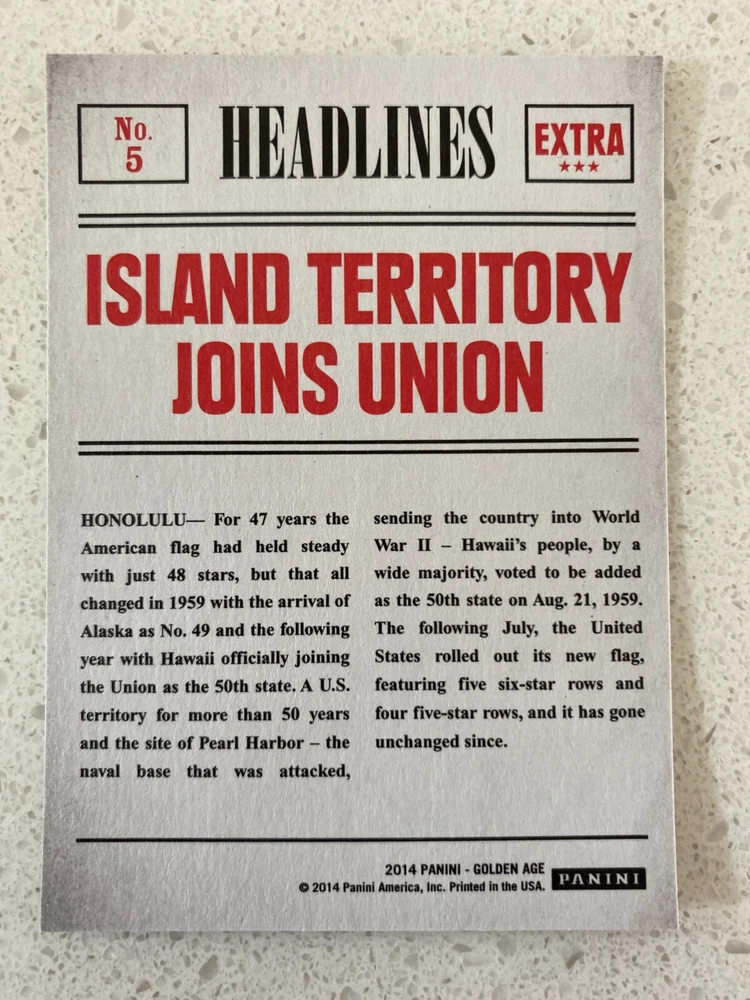 No.
5
HEADLINES
EXTRA
★★★
ISLAND TERRITORY
JOINS UNION
HONOLULU— For 47 years the
American flag had held steady
with just 48 stars, but that all
changed in 1959 with the arrival of
Alaska as No. 49 and the following
year with Hawaii officially joining
the Union as the 50th state. A U.S.
territory for more than 50 years
and the site of Pearl Harbor – the
naval base that was attacked,
sending the country into World
War II – Hawaii’s people, by a
wide majority, voted to be added
as the 50th state on Aug. 21, 1959.
The following July, the United
States rolled out its new flag,
featuring five six-star rows and
four five-star rows, and it has gone
unchanged since.
2014 PANINI - GOLDEN AGE
© 2014 Panini America, Inc. Printed in the USA.
PANINI